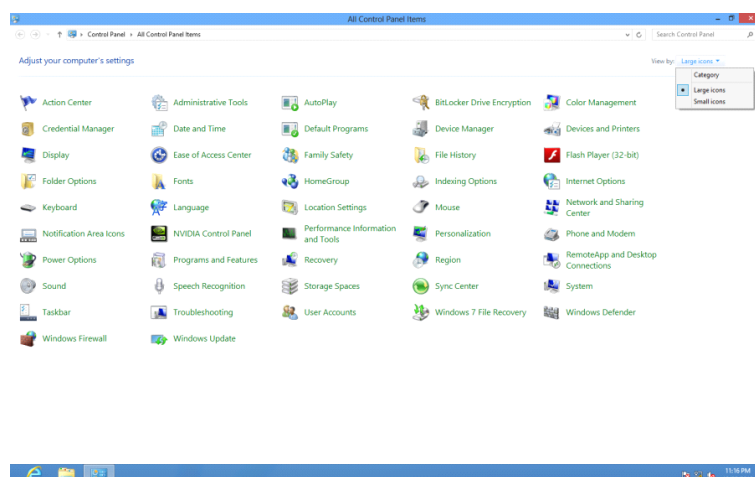 All Control Panel Items
Control Panel All Control Panel Items Search Control Panel
Adjust your computer's settings View by: Large icons
Category
Large icons
Small icons
Action Center Administrative Tools AutoPlay BitLocker Drive Encryption Color Management
Credential Manager Date and Time Default Programs Device Manager Devices and Printers
Display Ease of Access Center Family Safety File History Flash Player (32-bit)
Folder Options Fonts HomeGroup Indexing Options Internet Options
Keyboard Language Location Settings Mouse Network and Sharing
Center
Notification Area Icons NVIDIA Control Panel Performance Information
and Tools Personalization Phone and Modem
Power Options Programs and Features Recovery Region RemoteApp and Desktop
Connections
Sound Speech Recognition Storage Spaces Sync Center System
Taskbar Troubleshooting User Accounts Windows 7 File Recovery Windows Defender
Windows Firewall Windows Update
11:16 PM